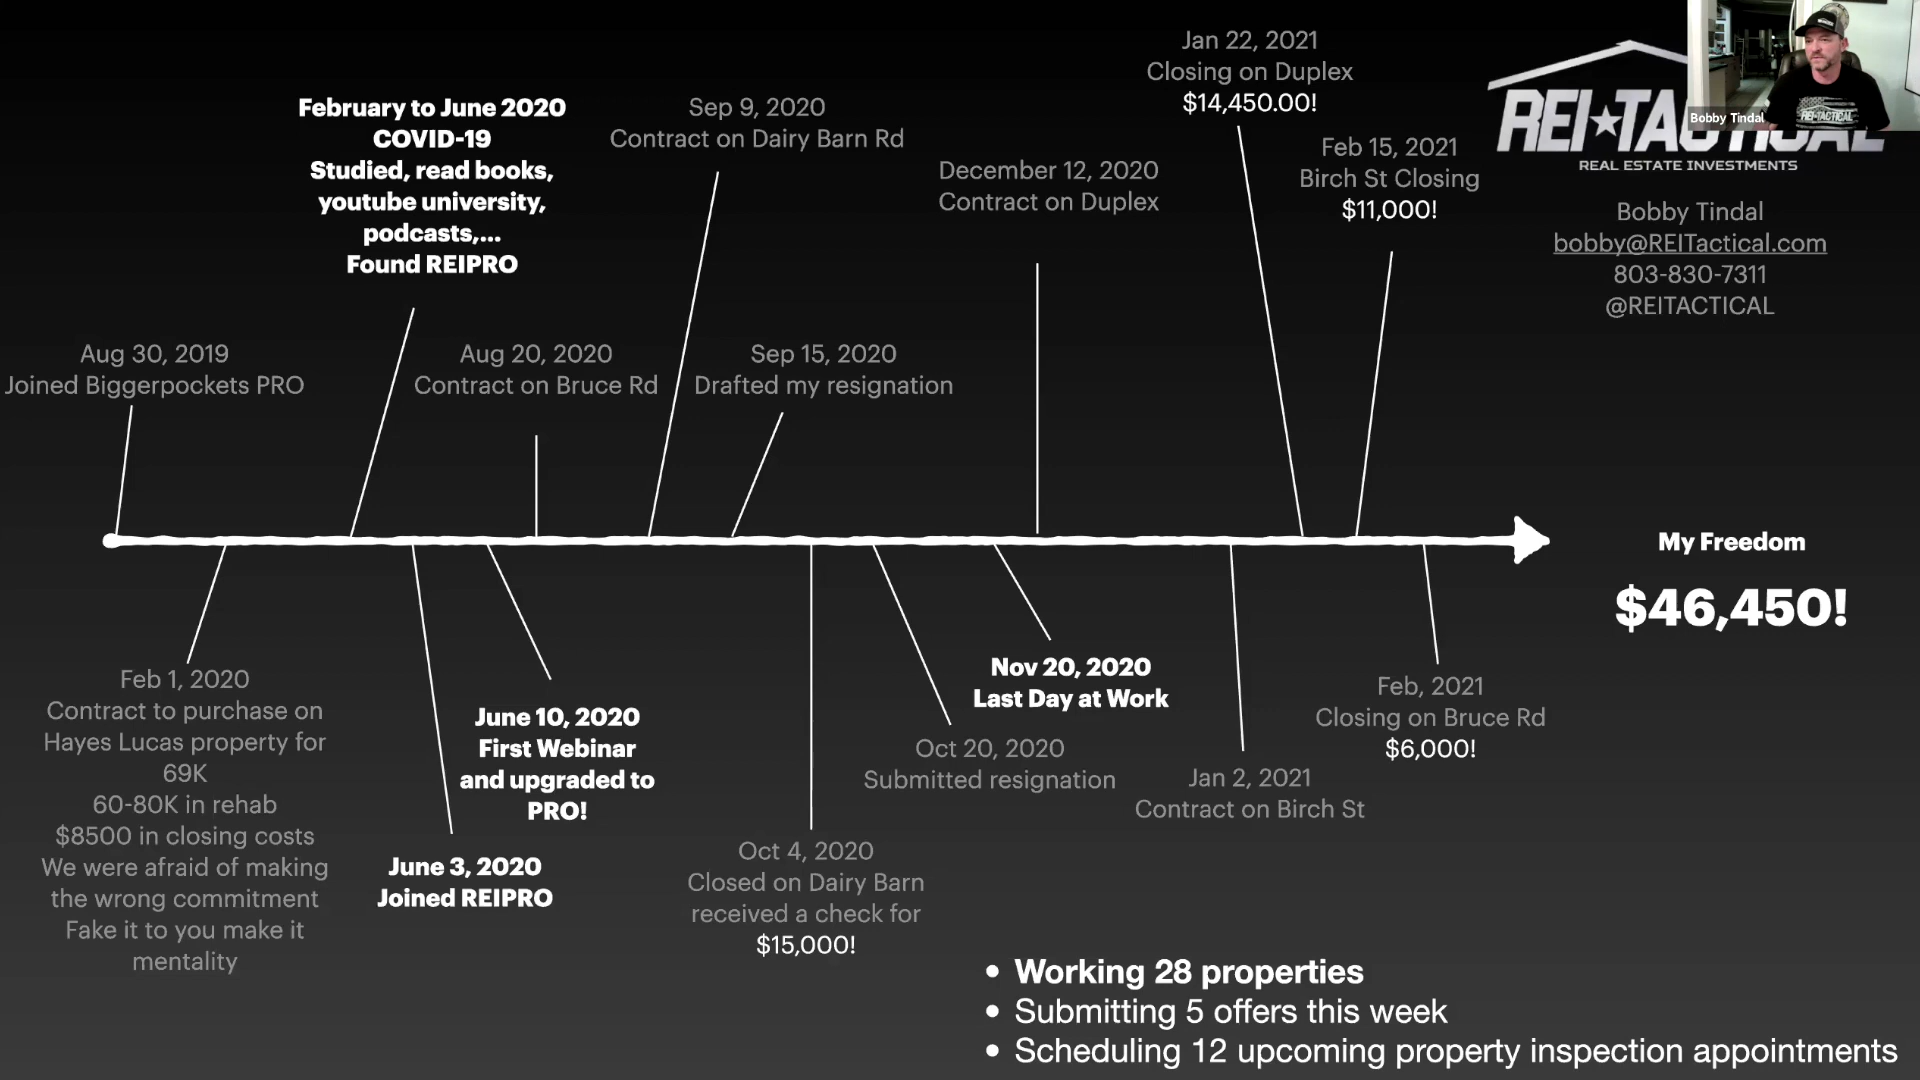 Jan 22, 2021
Closing on Duplex
$14,450.00!
February to June 2020
COVID-19
Studied, read books,
youtube university,
podcasts,...
Found REIPRO
Sep 9, 2020
Contract on Dairy Barn Rd
December 12, 2020
Contract on Duplex
Feb 15, 2021
Birch St Closing
$11,000!
REI★TACTICAL
REAL ESTATE INVESTMENTS
Bobby Tindal
REI★TACTICAL
Bobby Tindal
bobby@REITactical.com
803-830-7311
@REITACTICAL
Aug 30, 2019
Joined Biggerpockets PRO
Aug 20, 2020
Contract on Bruce Rd
Sep 15, 2020
Drafted my resignation
My Freedom
$46,450!
Feb 1, 2020
Contract to purchase on
Hayes Lucas property for
69K
60-80K in rehab
$8500 in closing costs
We were afraid of making
the wrong commitment
Fake it to you make it
mentality
June 3, 2020
Joined REIPRO
June 10, 2020
First Webinar
and upgraded to
PRO!
Oct 4, 2020
Closed on Dairy Barn
received a check for
$15,000!
Oct 20, 2020
Submitted resignation
Nov 20, 2020
Last Day at Work
Jan 2, 2021
Contract on Birch St
Feb, 2021
Closing on Bruce Rd
$6,000!
• Working 28 properties
• Submitting 5 offers this week
• Scheduling 12 upcoming property inspection appointments